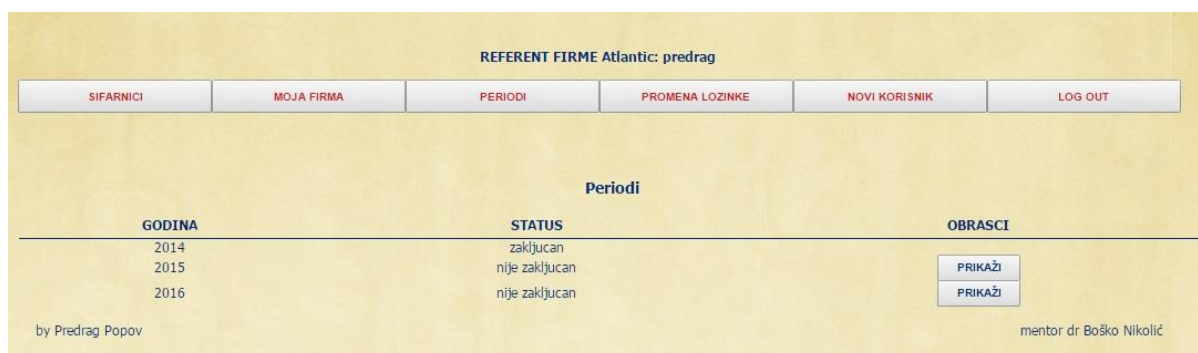 REFERENT FIRME Atlantic: predrag
SIFARNICI MOJA FIRMA PERIODI PROMENA LOZINKE NOVI KORISNIK LOG OUT
Periodi
GODINA STATUS OBRASCI
2014 zakljucan
2015 nije zakljucan PRIKAŽI
2016 nije zakljucan PRIKAŽI
by Predrag Popov mentor dr Boško Nikolić